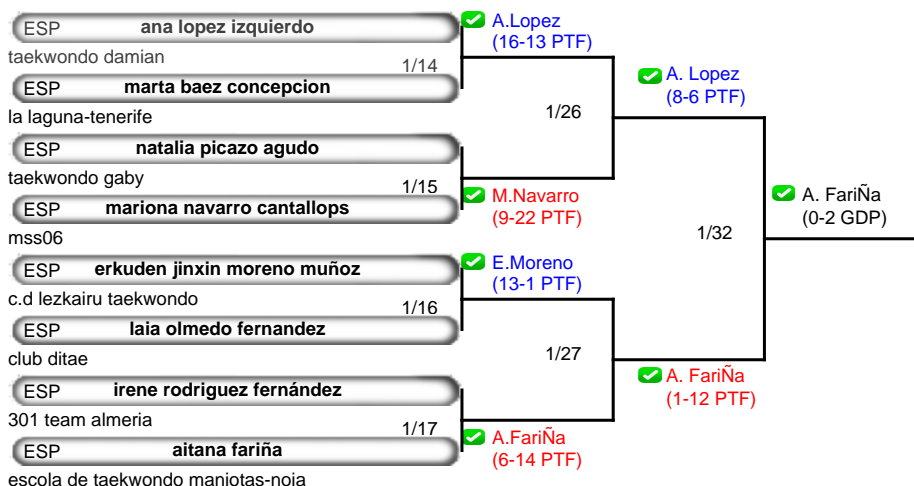 ESP ana lopez izquierdo
taekwondo damian
1/14
ESP marta baez concepcion
la laguna-tenerife
ESP natalia picazo agudo
taekwondo gaby
1/15
ESP mariona navarro cantallops
mss06
ESP erkuden jinxin moreno muñoz
c.d lezkairu taekwondo
1/16
ESP laia olmedo fernandez
club ditae
ESP irene rodriguez fernández
301 team almeria
1/17
ESP aitana fariña
escola de taekwondo maniotas-noia
A.Lopez
(16-13 PTF)
M.Navarro
(9-22 PTF)
E.Moreno
(13-1 PTF)
A.FariÑa
(6-14 PTF)
1/26
1/27
A. Lopez
(8-6 PTF)
A. FariÑa
(1-12 PTF)
1/32
A. FariÑa
(0-2 GDP)